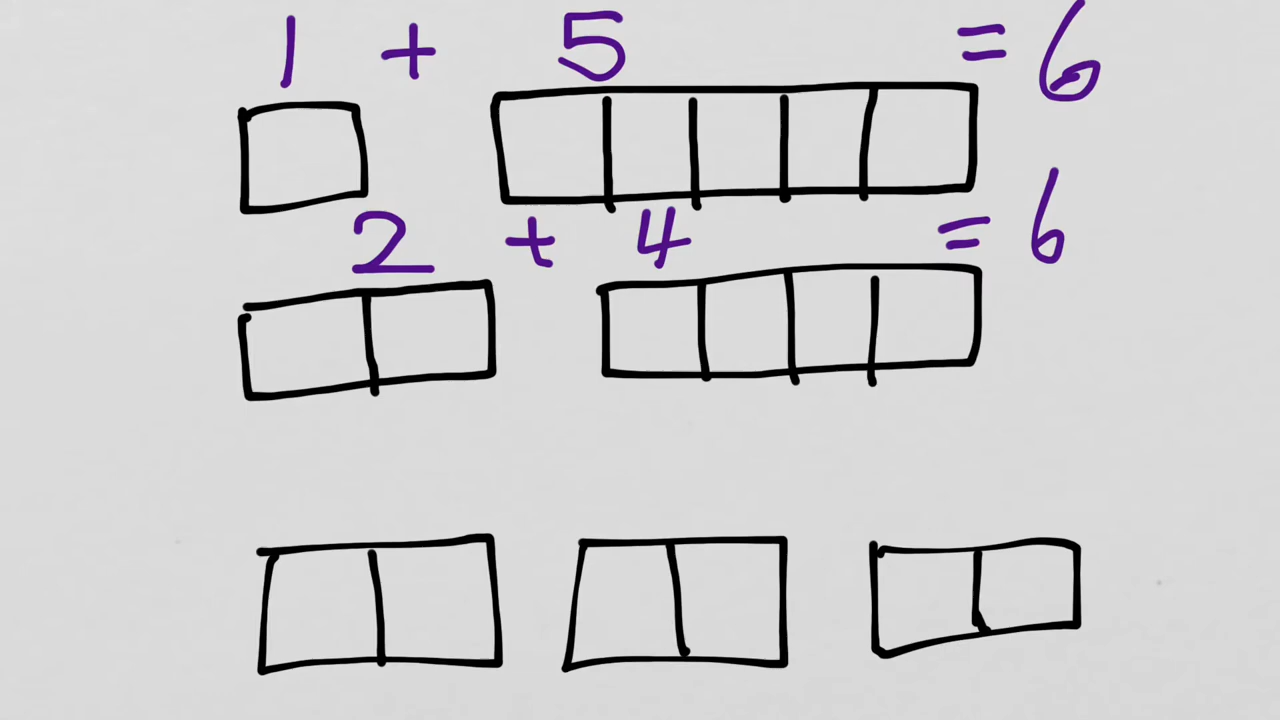 1 + 5 = 6
2 + 4 = 6